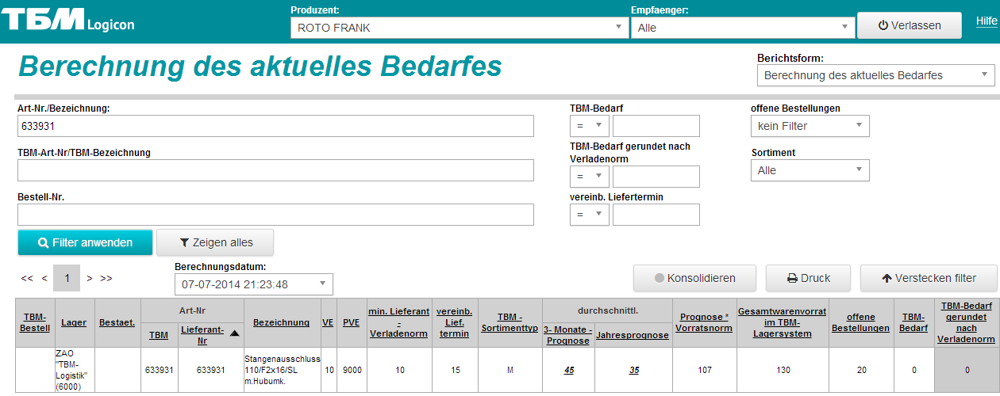 ТБМ Logicon
Produzent:
ROTO FRANK
Empfaenger:
Alle
Verlassen
Hilfe
Berechnung des aktuelles Bedarfes
Berichtsform:
Berechnung des aktuelles Bedarfes
Art-Nr./Bezeichnung:
633931
TBM-Bedarf
=
offene Bestellungen
kein Filter
TBM-Art-Nr/TBM-Bezeichnung
TBM-Bedarf gerundet nach
Verladenorm
=
Sortiment
Alle
Bestell-Nr.
vereinb. Liefertermin
=
Filter anwenden
Zeigen alles
<< < 1 > >>
Berechnungsdatum:
07-07-2014 21:23:48
Konsolidieren
Druck
Verstecken filter
TBM-
Bestell
Lager
Bestaet.
Art-Nr
TBM
Lieferant-
Nr
Bezeichnung
VE
PVE
min. Lieferant
-
Verladenorm
vereinb.
Lief.
termin
TBM -
Sortimenttyp
durchschnittl.
3- Monate -
Prognose
Jahresprognose
Prognose *
Vorratsnorm
Gesamtwarenvorrat
im TBM-
Lagersystem
offene
Bestellungen
TBM-
Bedarf
TBM-Bedarf
gerundet
nach
Verladenorm
ZAO
"TBM-
Logistik"
(6000)
633931
633931
Stangenausschluss
110/F2x16/SL
m.Hubumk.
10
9000
10
15
M
45
35
107
130
20
0
0